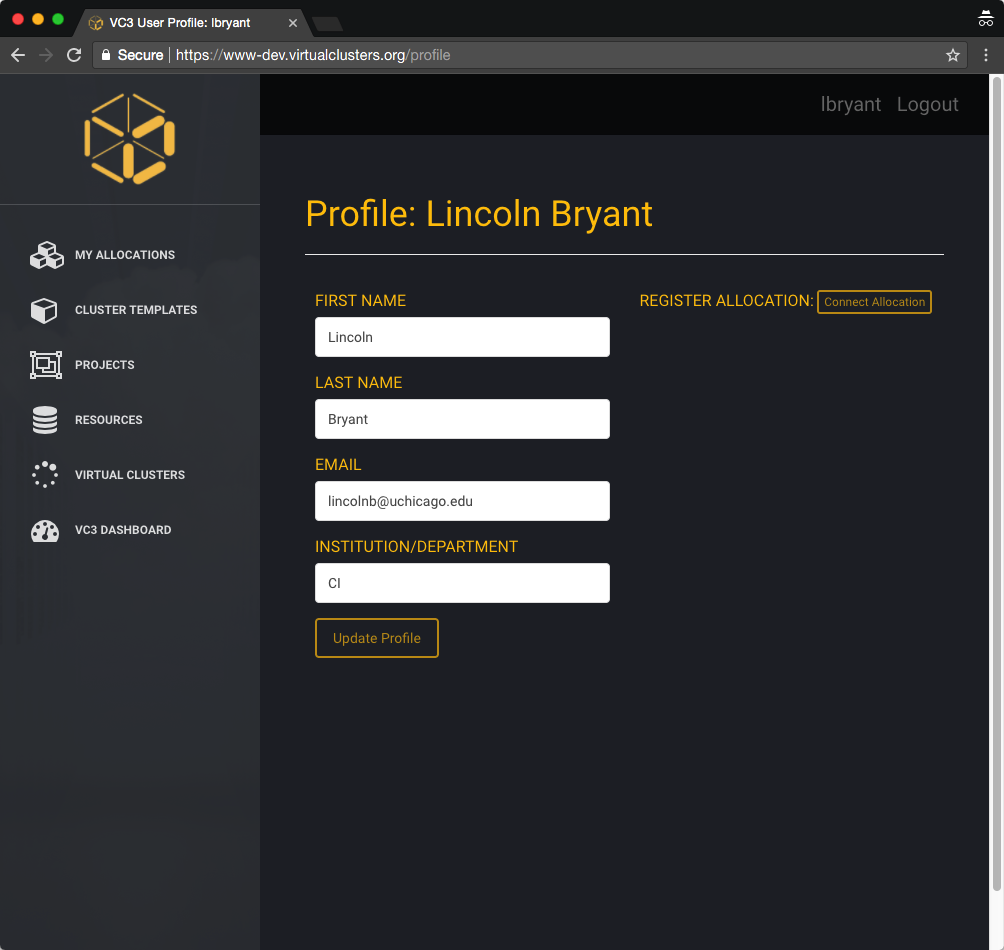 VC3 User Profile: lbryant
Secure https://www-dev.virtualclusters.org/profile
lbryant Logout
MY ALLOCATIONS
CLUSTER TEMPLATES
PROJECTS
RESOURCES
VIRTUAL CLUSTERS
VC3 DASHBOARD
Profile: Lincoln Bryant
FIRST NAME
Lincoln
LAST NAME
Bryant
EMAIL
lincolnb@uchicago.edu
INSTITUTION/DEPARTMENT
CI
Update Profile
REGISTER ALLOCATION: Connect Allocation